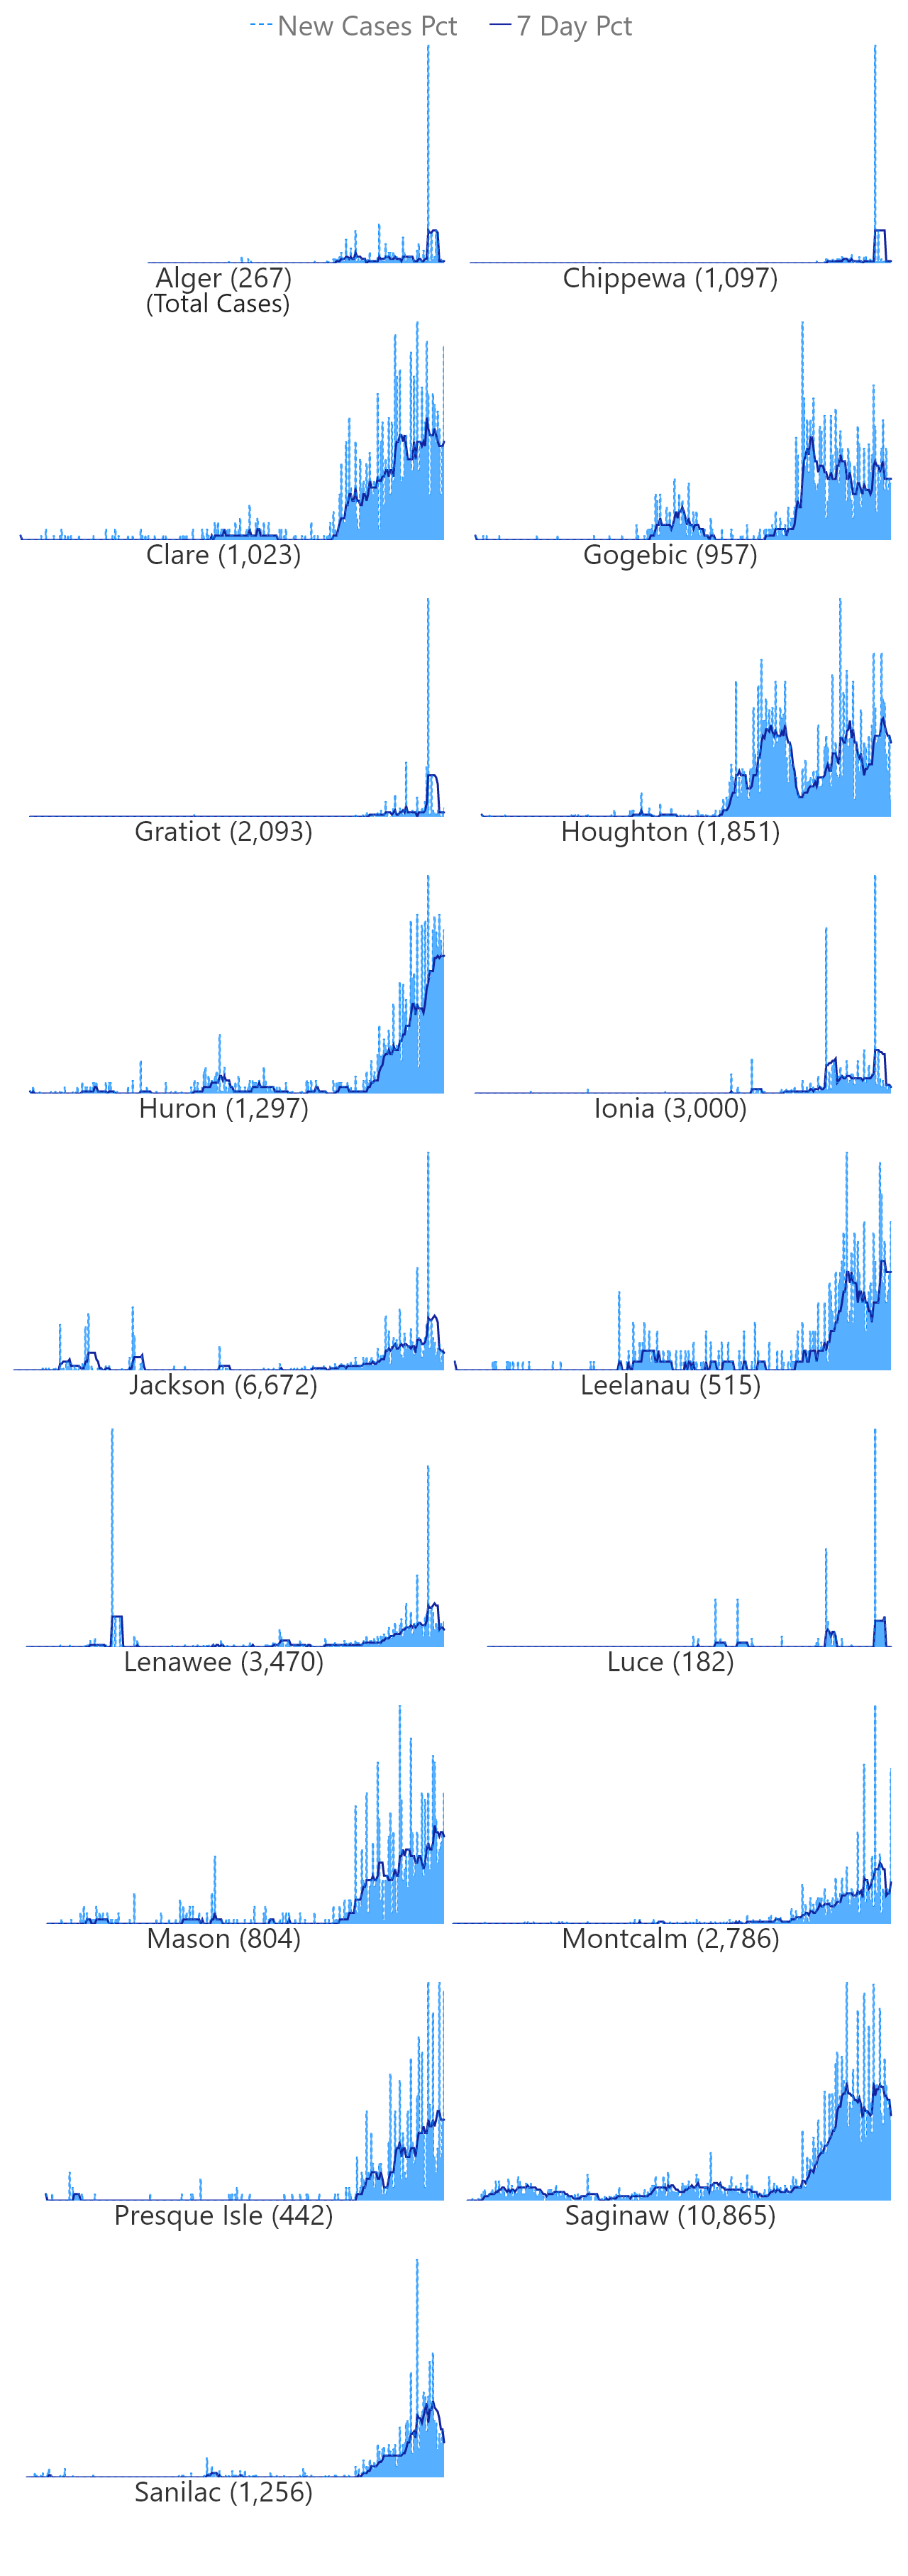 New Cases Pct 7 Day Pct
Alger (267) Chippewa (1,097)
(Total Cases)
Clare (1,023) Gogebic (957)
Gratiot (2,093) Houghton (1,851)
Huron (1,297) Ionia (3,000)
Jackson (6,672) Leelanau (515)
Lenawee (3,470) Luce (182)
Mason (804) Montcalm (2,786)
Presque Isle (442) Saginaw (10,865)
Sanilac (1,256)